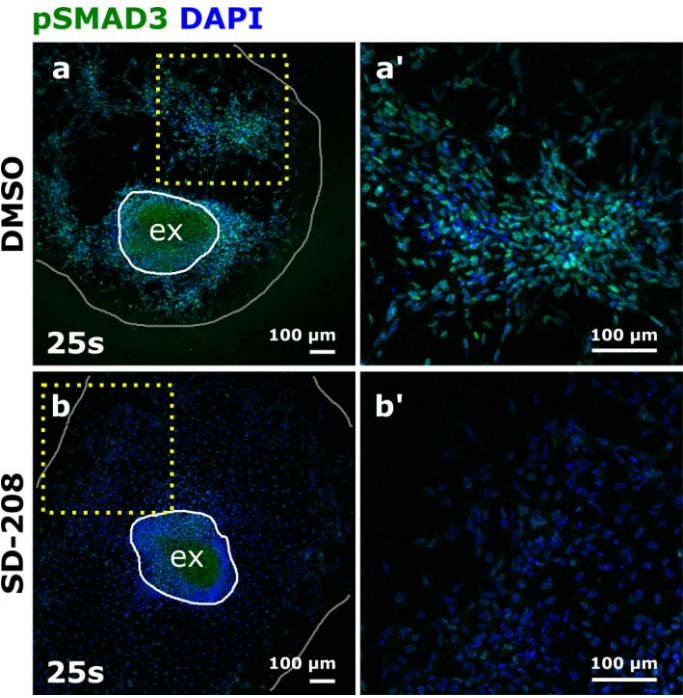 pSMAD3 DAPI
DMSO
a
ex
25s
100 µm
a'
100 µm
SD-208
b
ex
25s
100 µm
b'
100 µm